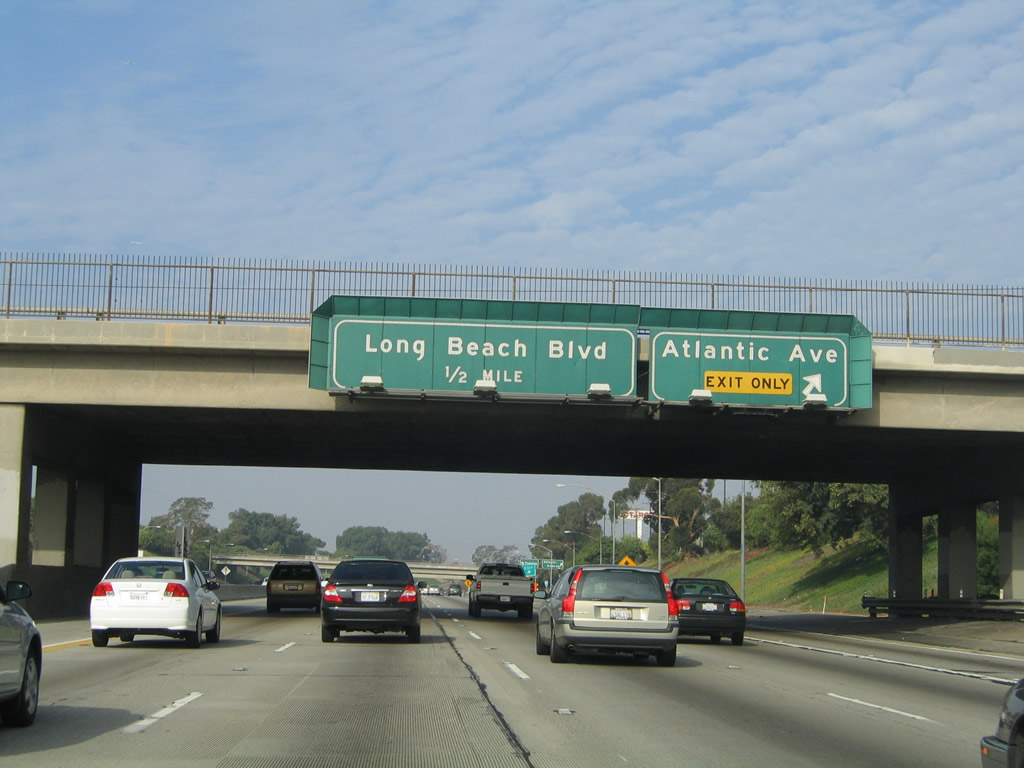 Long Beach Blvd
1/2 MILE
Atlantic Ave
EXIT ONLY